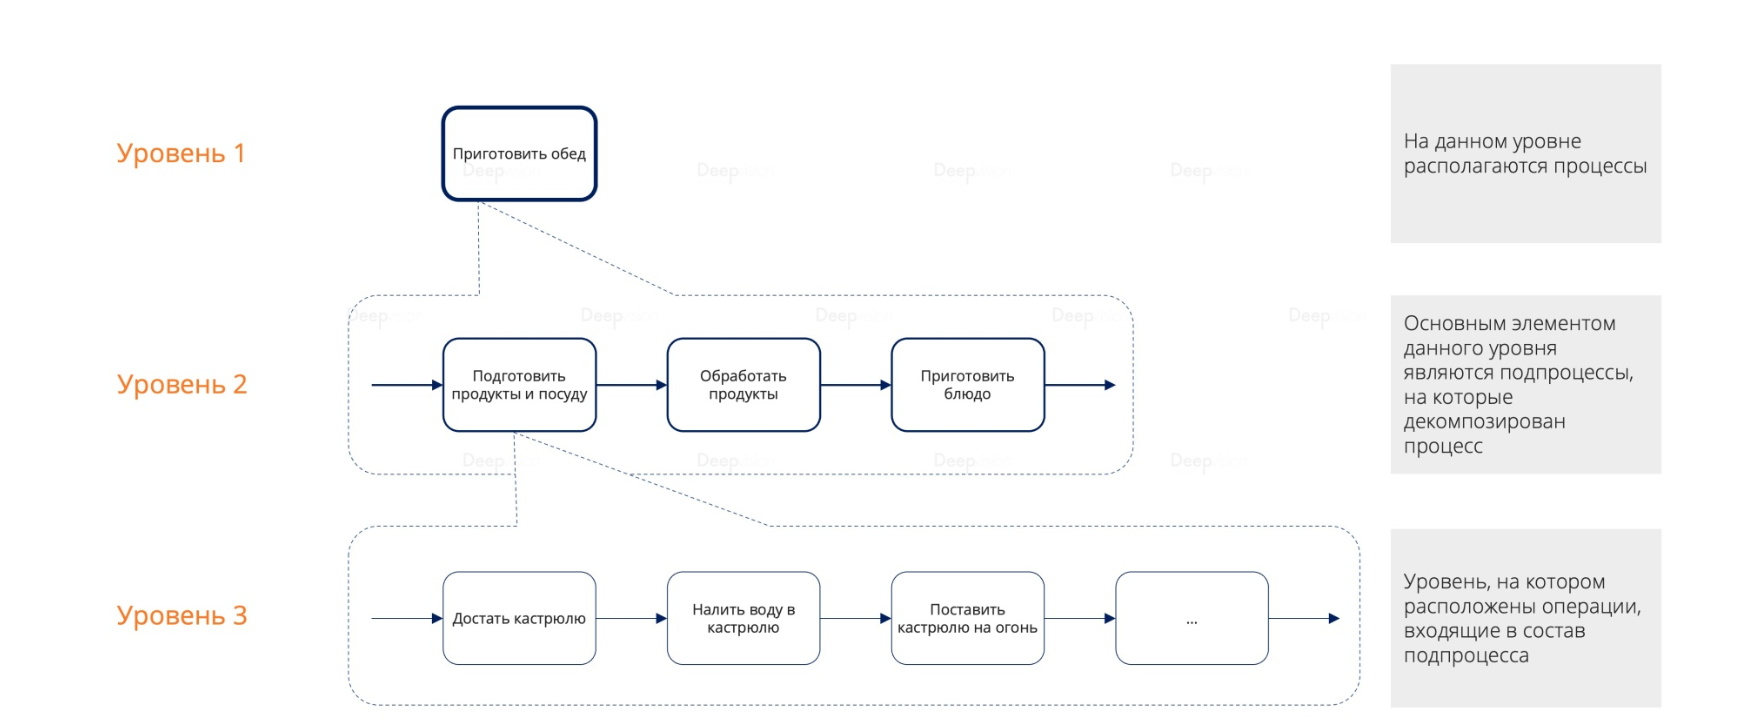 Уровень 1
Приготовить обед
На данном уровне
располагаются процессы
Уровень 2
Подготовить
продукты и посуду
Обработать
продукты
Приготовить
блюдо
Основным элементом
данного уровня
являются подпроцессы,
на которые
декомпозирован
процесс
Уровень 3
Достать кастрюлю
Налить воду в
кастрюлю
Поставить
кастрюлю на огонь
...
Уровень, на котором
расположены операции,
входящие в состав
подпроцесса